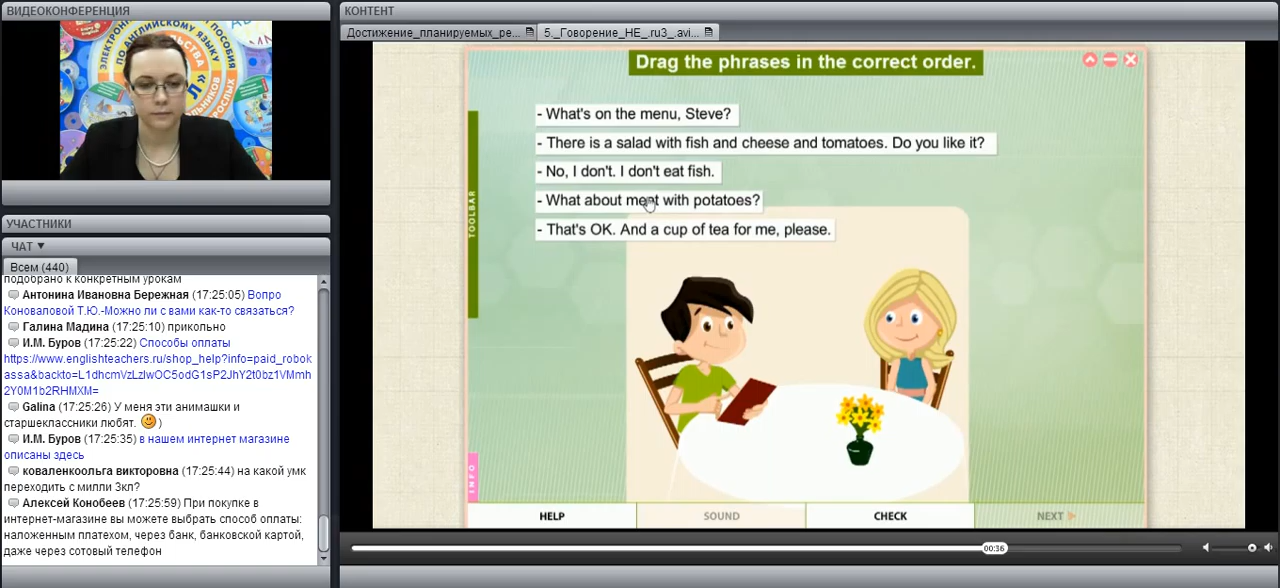 ВИДЕОКОНФЕРЕНЦИЯ
ЭЛЕКТРОННЫЕ
ПО АНГЛИЙСКОМУ ЯЗЫКУ
ПОСОБИЯ
УЧАСТНИКИ
ЧАТ ▼
Всем (440)
подобрано к конкретным урокам
Антонина Ивановна Бережная (17:25:05) Вопро
Коноваловой Т.Ю.-Можно ли с вами как-то связаться?
Галина Мадина (17:25:10) прикольно
И.М. Буров (17:25:22) Способы оплаты
https://www.englishteachers.ru/shop_help?info=paid_robok
assa&backto=L1dhcmVzLzIwOC5odG1sP2JhY2t0bz1VMmh
2Y0M1b2RHMXM=
Galina (17:25:26) У меня эти анимашки и
старшеклассники любят. )
И.М. Буров (17:25:35) в нашем интернет магазине
описаны здесь
коваленкоольга викторовна (17:25:44) на какой умк
переходить с милли 3кл?
Алексей Конобеев (17:25:59) При покупке в
интернет-магазине вы можете выбрать способ оплаты:
наложенным платежом, через банк, банковской картой,
даже через сотовый телефон
КОНТЕНТ
Достижение_планируемых_ре...
5._Говорение_НЕ_.ru3_.avi...
Drag the phrases in the correct order.
- What's on the menu, Steve?
- There is a salad with fish and cheese and tomatoes. Do you like it?
- No, I don't. I don't eat fish.
- What about meat with potatoes?
- That's OK. And a cup of tea for me, please.
TOOLBAR
INFO
HELP
SOUND
CHECK
NEXT
00:36